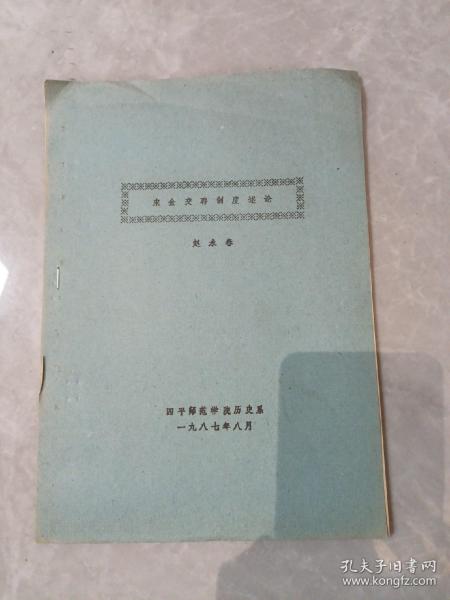 宋金交聘制度述论
赵永春
四平师范学院历史系
一九八七年八月
孔夫子旧书网
www.kongfz.com